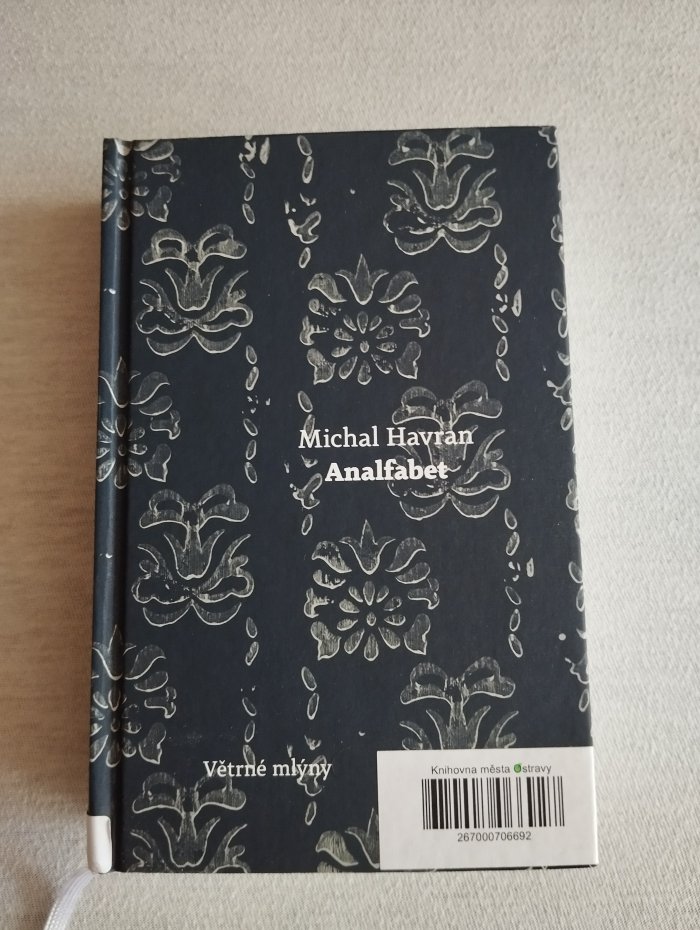 Michal Havran
Analfabet
Větrné mlýny
Knihovna města Ostravy
267000706692